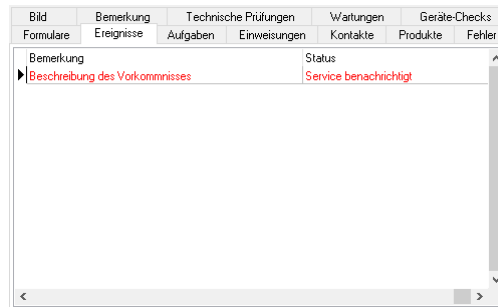 Bild Bemerkung Technische Prüfungen Wartungen Geräte-Checks
Formulare Ereignisse Aufgaben Einweisungen Kontakte Produkte Fehler
Bemerkung Status
Beschreibung des Vorkommnisses Service benachrichtigt